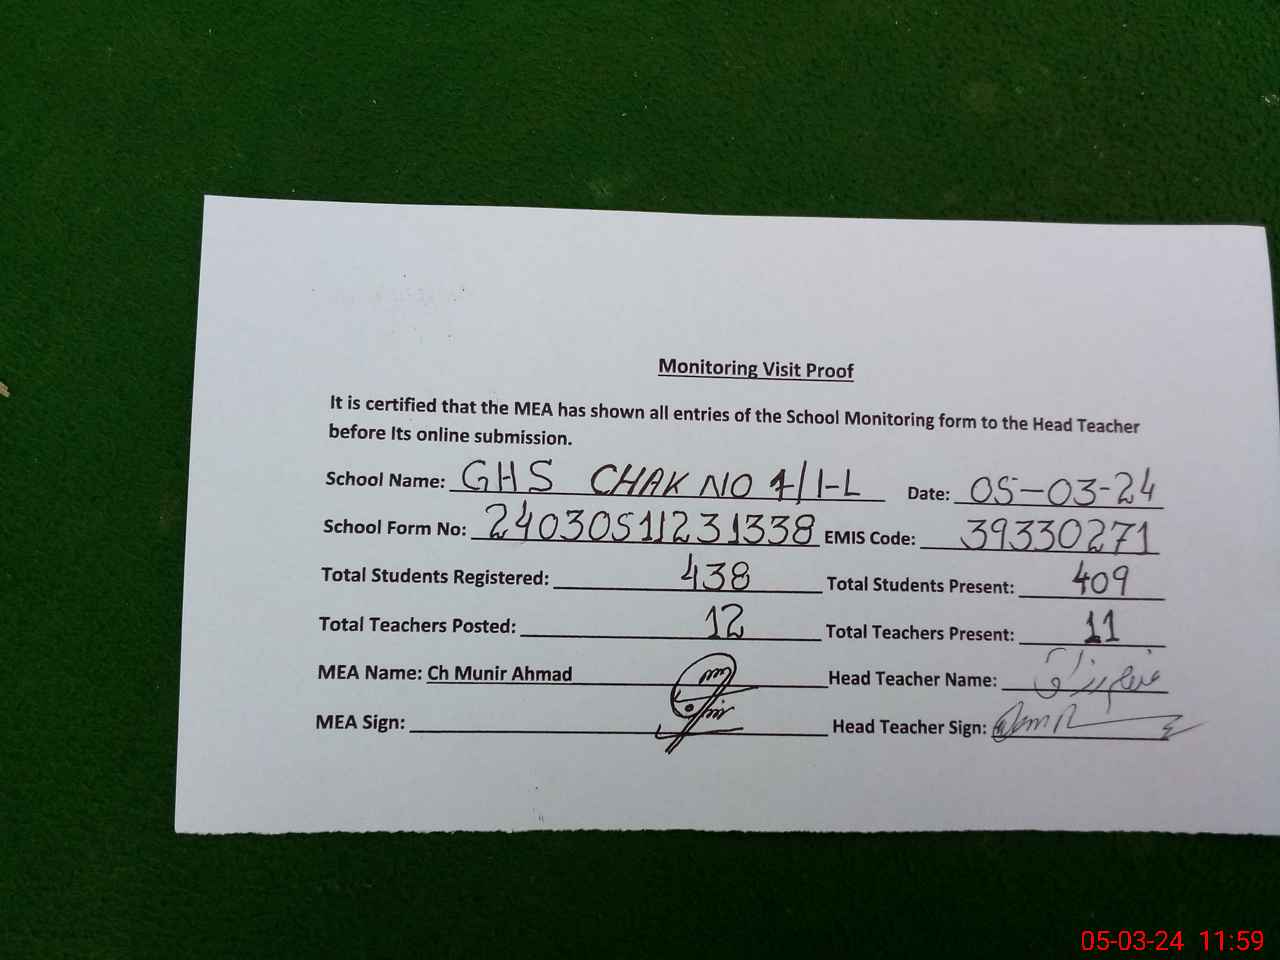 Monitoring Visit Proof
It is certified that the MEA has shown all entries of the School Monitoring form to the Head Teacher
before Its online submission.
School Name: GHS CHAK NO 1/1-L Date: 05-03-24
School Form No: 24030511231338 EMIS Code: 39330271
Total Students Registered: 438 Total Students Present: 409
Total Teachers Posted: 12 Total Teachers Present: 11
MEA Name: Ch Munir Ahmad Head Teacher Name:
MEA Sign: Head Teacher Sign:
05-03-24 11:59